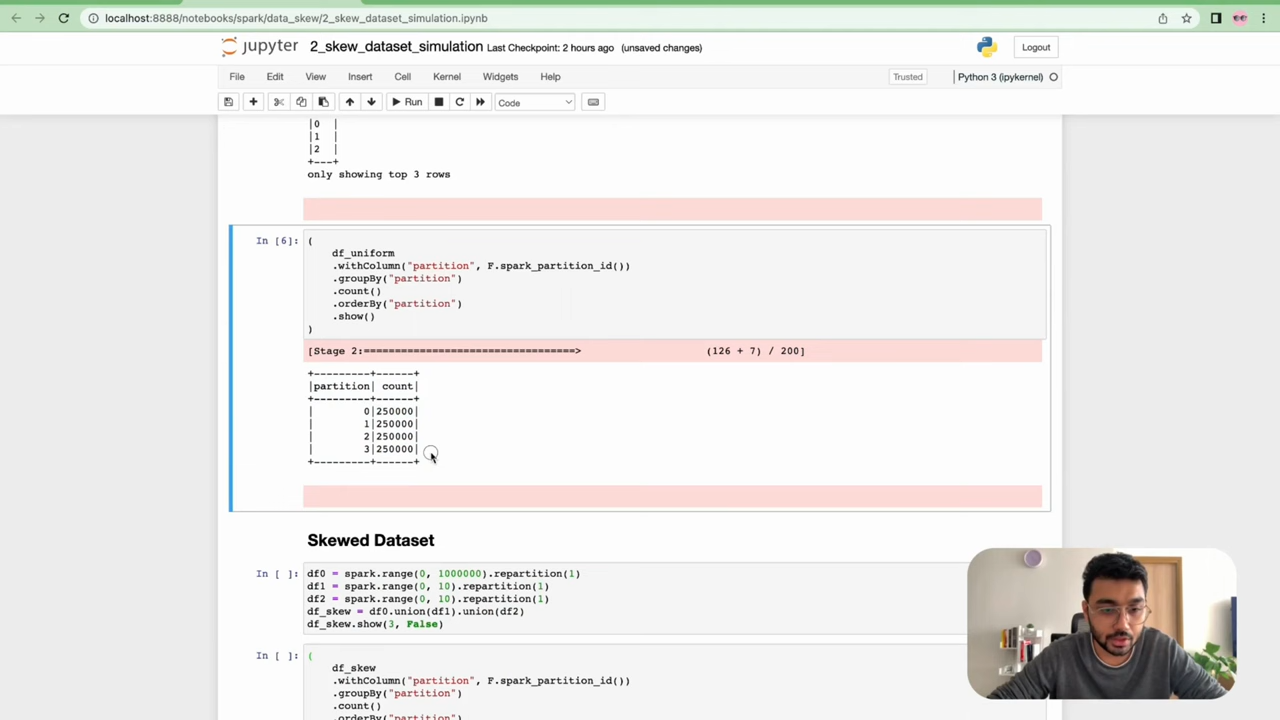 localhost:8888/notebooks/spark/data_skew/2_skew_dataset_simulation.ipynb
jupyter 2_skew_dataset_simulation Last Checkpoint: 2 hours ago (unsaved changes) Logout
File Edit View Insert Cell Kernel Widgets Help Trusted Python 3 (ipykernel)
Run Code
|0 |
|1 |
|2 |
+---+
only showing top 3 rows
In [6]: (
df_uniform
.withColumn("partition", F.spark_partition_id())
.groupBy("partition")
.count()
.orderBy("partition")
.show()
)
[Stage 2:==================================> (126 + 7) / 200]
+---------+------+
|partition| count|
+---------+------+
| 0|250000|
| 1|250000|
| 2|250000|
| 3|250000|
+---------+------+
Skewed Dataset
In [ ]: df0 = spark.range(0, 1000000).repartition(1)
df1 = spark.range(0, 10).repartition(1)
df2 = spark.range(0, 10).repartition(1)
df_skew = df0.union(df1).union(df2)
df_skew.show(3, False)
In [ ]: (
df_skew
.withColumn("partition", F.spark_partition_id())
.groupBy("partition")
.count()
.orderBy("partition")